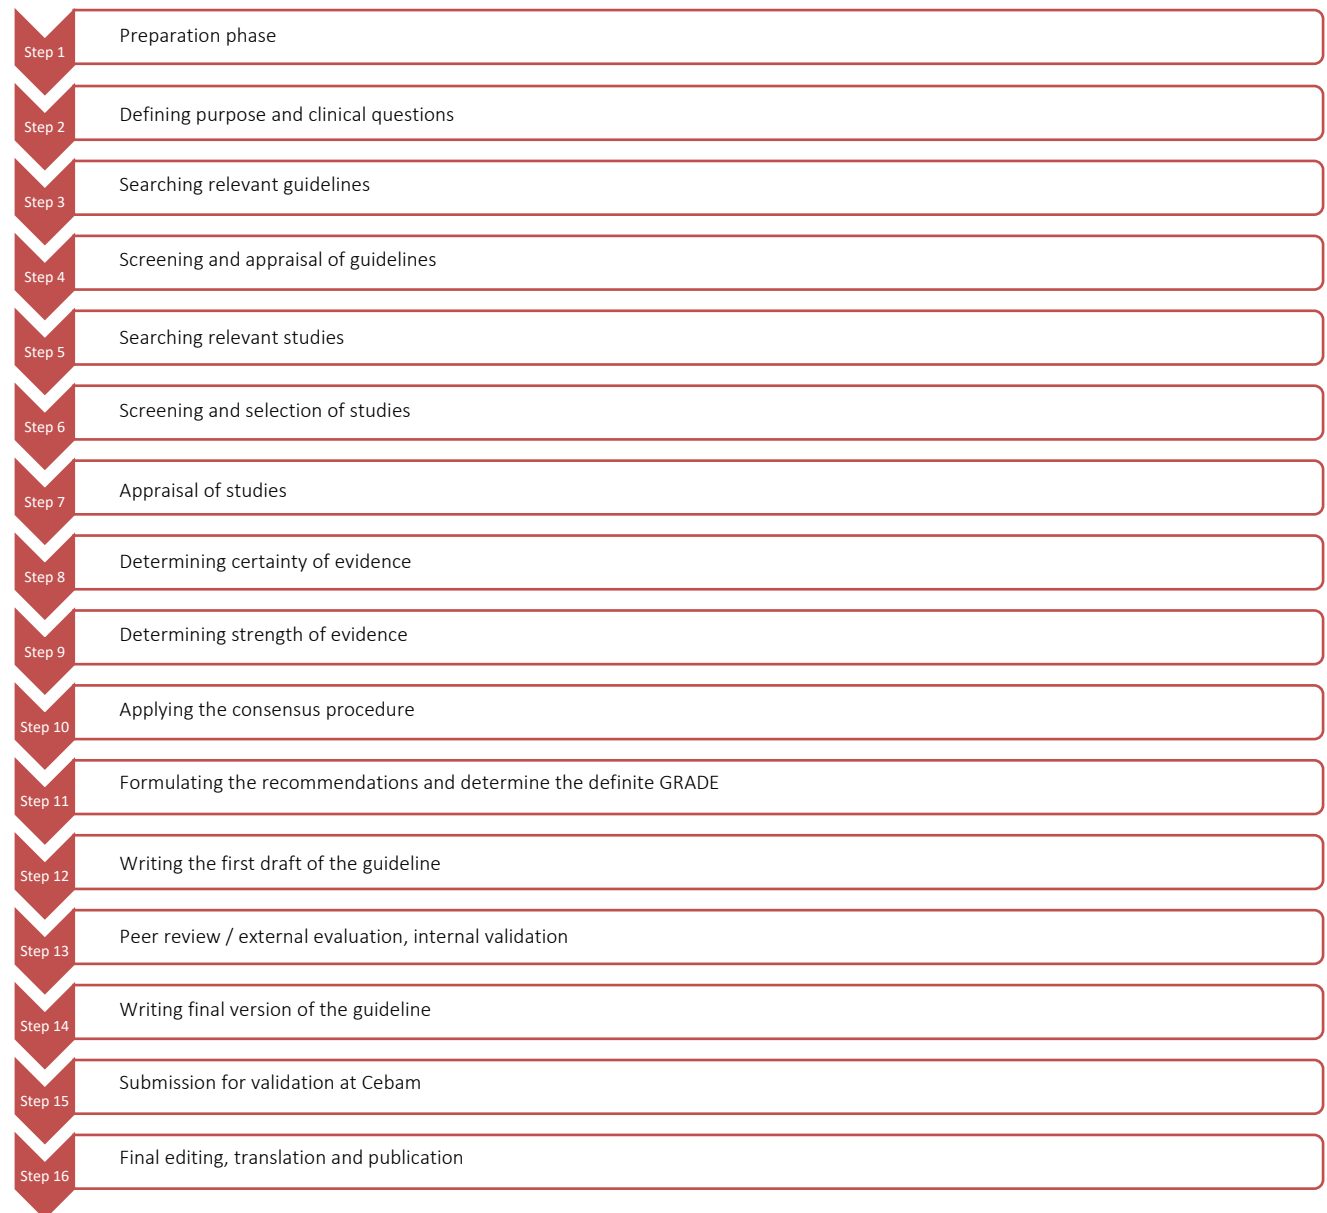 Step 1
Preparation phase
Step 2
Defining purpose and clinical questions
Step 3
Searching relevant guidelines
Step 4
Screening and appraisal of guidelines
Step 5
Searching relevant studies
Step 6
Screening and selection of studies
Step 7
Appraisal of studies
Step 8
Determining certainty of evidence
Step 9
Determining strength of evidence
Step 10
Applying the consensus procedure
Step 11
Formulating the recommendations and determine the definite GRADE
Step 12
Writing the first draft of the guideline
Step 13
Peer review / external evaluation, internal validation
Step 14
Writing final version of the guideline
Step 15
Submission for validation at Cebam
Step 16
Final editing, translation and publication